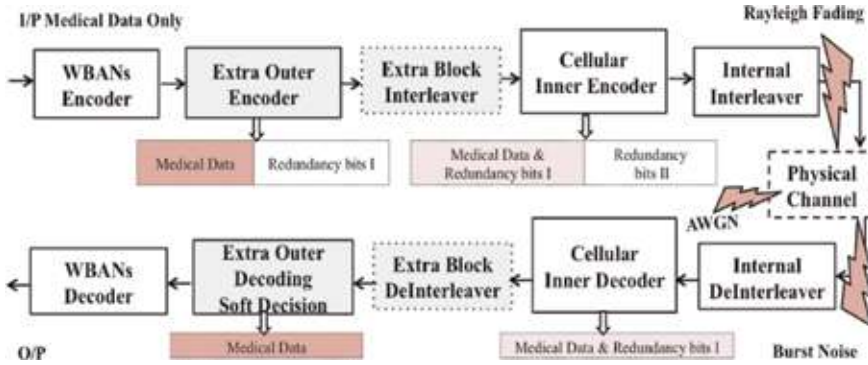 I/P Medical Data Only
Rayleigh Fading
WBANs
Encoder
Extra Outer
Encoder
Extra Block
Interleaver
Cellular
Inner Encoder
Internal
Interleaver
Medical Data
Redundancy bits I
Medical Data &
Redundancy bits I
Redundancy
bits II
Physical
Channel
AWGN
WBANs
Decoder
Extra Outer
Decoding
Soft Decision
Extra Block
DeInterleaver
Cellular
Inner Decoder
Internal
DeInterleaver
O/P
Medical Data
Medical Data & Redundancy bits I
Burst Noise